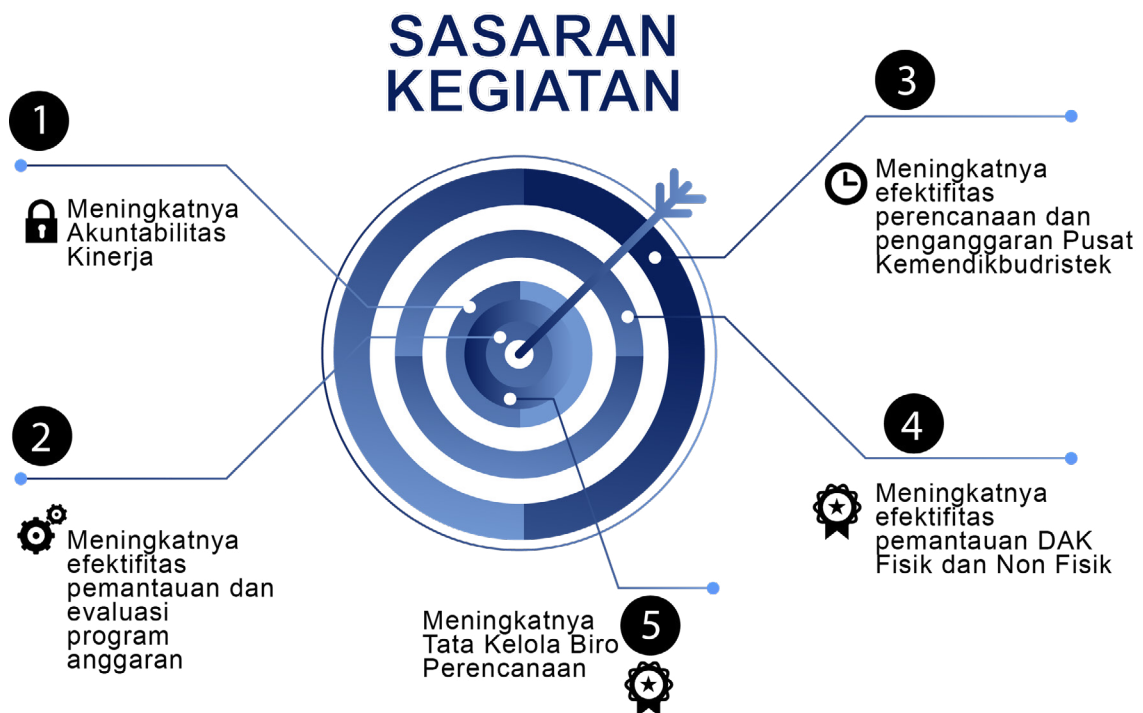 SASARAN
KEGIATAN
1
Meningkatnya
Akuntabilitas
Kinerja
2
Meningkatnya
efektifitas
pemantauan dan
evaluasi
program
anggaran
3
Meningkatnya
efektifitas
perencanaan dan
penganggaran Pusat
Kemendikbudristek
4
Meningkatnya
efektifitas
pemantauan DAK
Fisik dan Non Fisik
5
Meningkatnya
Tata Kelola Biro
Perencanaan